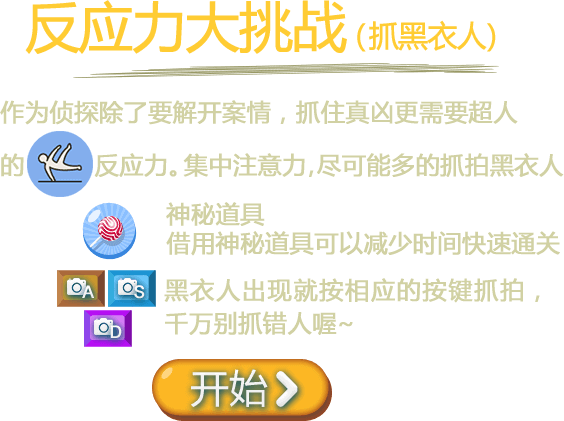 反应力大挑战（抓黑衣人）
作为侦探除了要解开案情，抓住真凶更需要超人
的反应力。集中注意力,尽可能多的抓拍黑衣人
神秘道具
借用神秘道具可以减少时间快速通关
A S
黑衣人出现就按相应的按键抓拍，
D
千万别抓错人喔~
开始